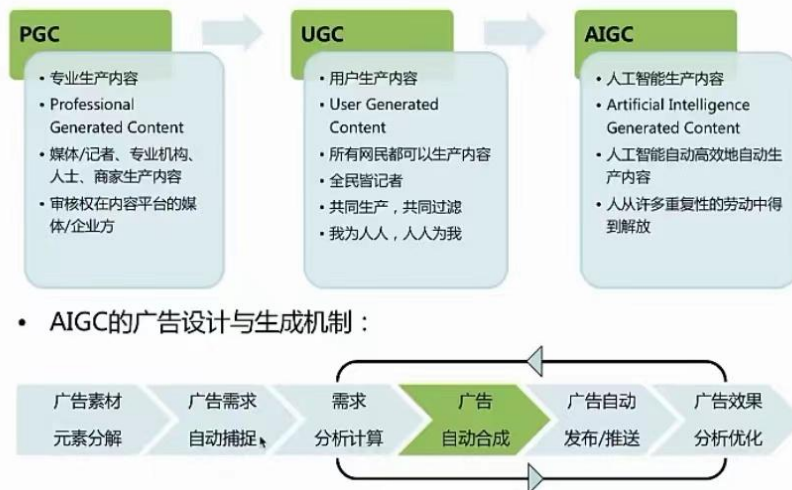 PGC
• 专业生产内容
• Professional
Generated Content
• 媒体/记者、专业机构、
人士、商家生产内容
• 审核权在内容平台的媒
体/企业方
UGC
• 用户生产内容
• User Generated
Content
• 所有网民都可以生产内容
• 全民皆记者
• 共同生产，共同过滤
• 我为人人，人人为我
AIGC
• 人工智能生产内容
• Artificial Intelligence
Generated Content
• 人工智能自动高效地自动生
产内容
• 人从许多重复性的劳动中得
到解放
• AIGC的广告设计与生成机制：
广告素材
元素分解
广告需求
自动捕捉
需求
分析计算
广告
自动合成
广告自动
发布/推送
广告效果
分析优化